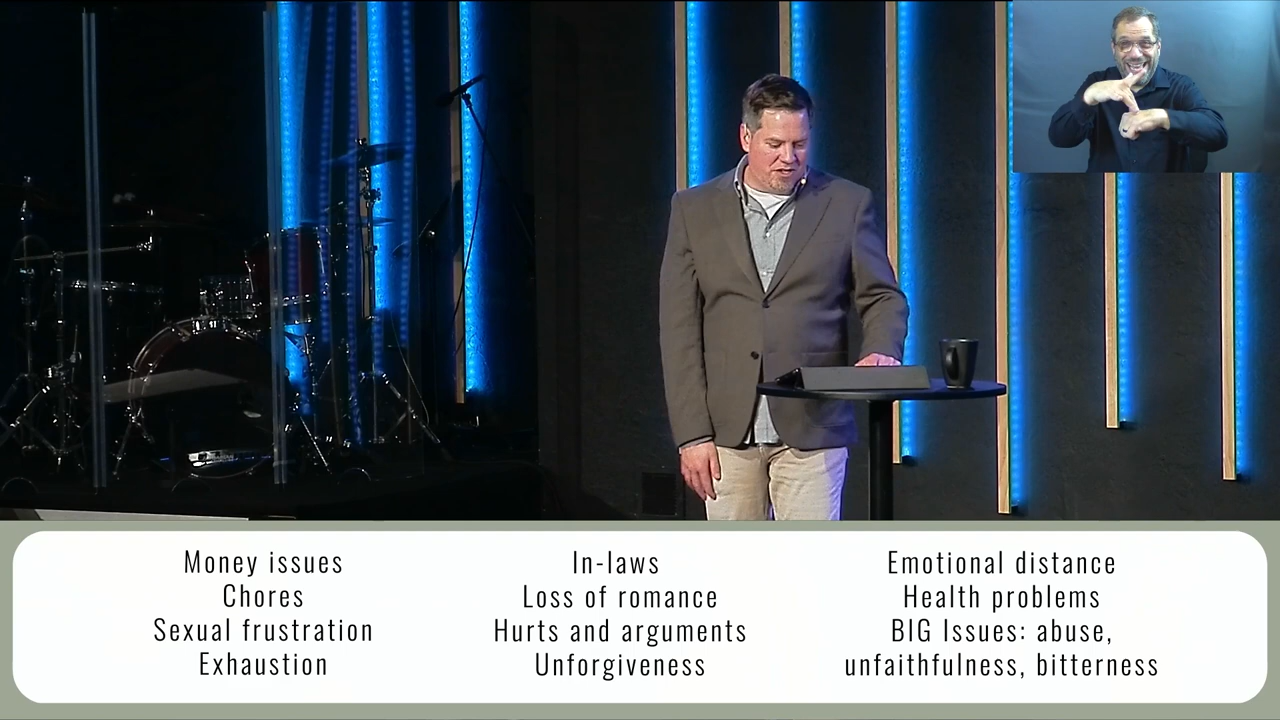 Money issues
Chores
Sexual frustration
Exhaustion
In-laws
Loss of romance
Hurts and arguments
Unforgiveness
Emotional distance
Health problems
BIG Issues: abuse,
unfaithfulness, bitterness